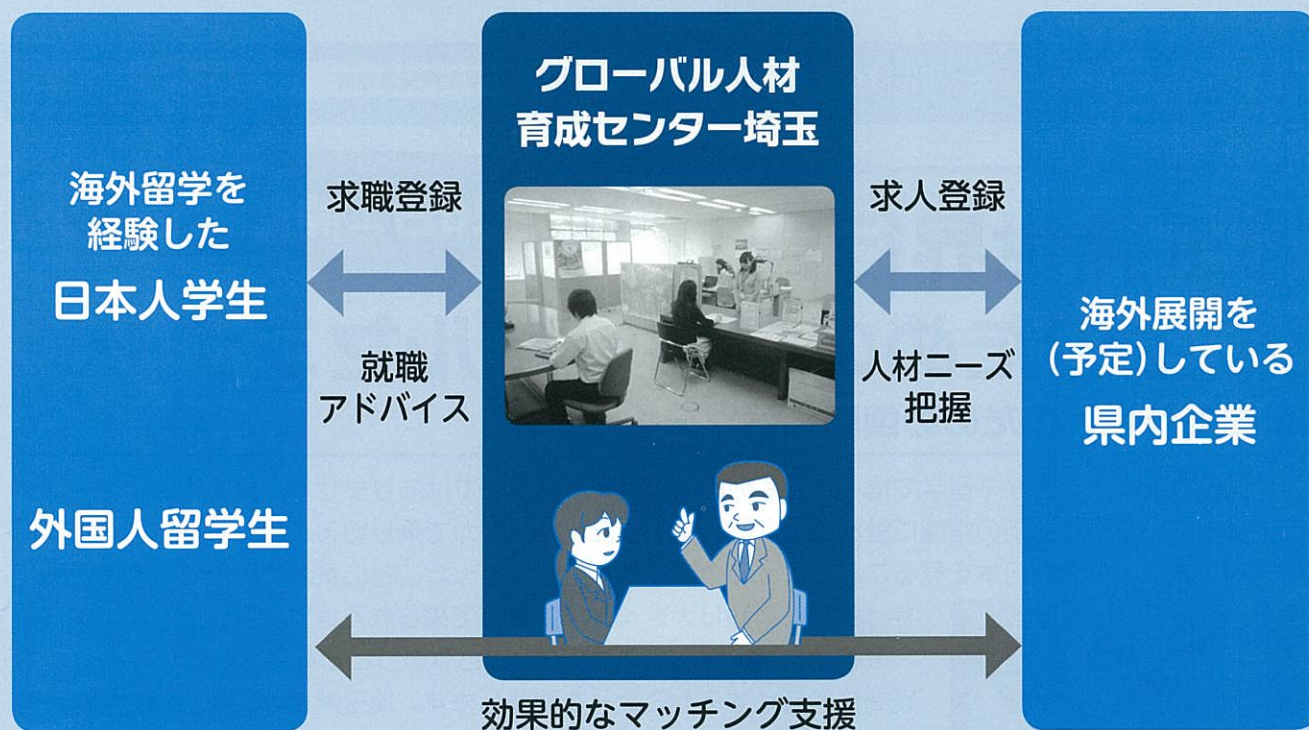 海外留学を
経験した
日本人学生
外国人留学生
求職登録
就職
アドバイス
グローバル人材
育成センター埼玉
求人登録
人材ニーズ
把握
海外展開を
(予定)している
県内企業
効果的なマッチング支援